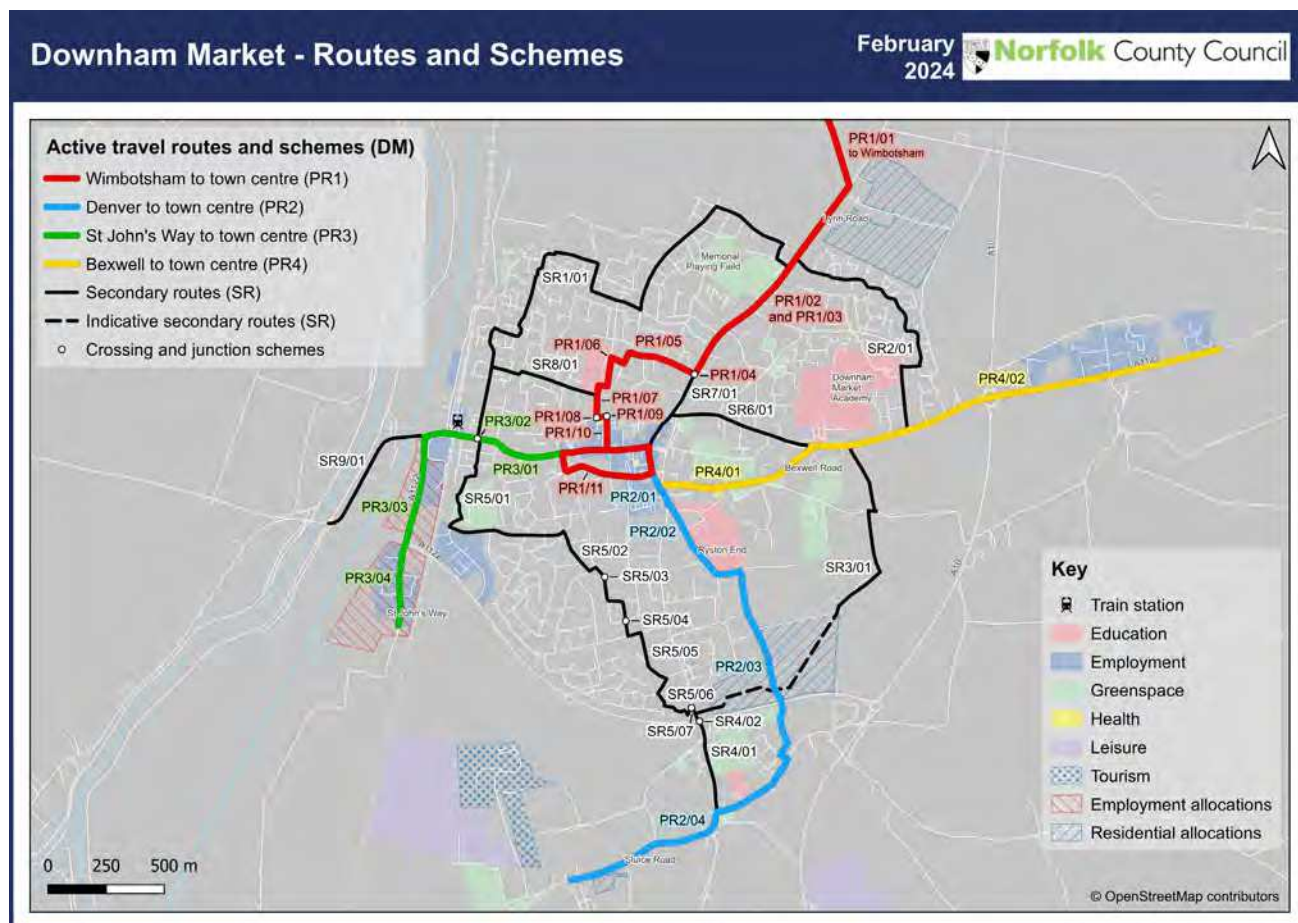 Downham Market - Routes and Schemes
February
2024
Norfolk County Council
Active travel routes and schemes (DM)
Wimbotsham to town centre (PR1)
Denver to town centre (PR2)
St John's Way to town centre (PR3)
Bexwell to town centre (PR4)
Secondary routes (SR)
Indicative secondary routes (SR)
Crossing and junction schemes
PR1/01
to Wimbotsham
Lynn Road
A10
Memorial
Playing Field
SR1/01
PR1/02
and PR1/03
PR1/06
PR1/05
SR2/01
SR8/01
PR1/04
Downham
Market
Academy
PR4/02
A1122
SR7/01
PR1/07
SR6/01
PR1/08
PR1/09
PR3/02
PR1/10
SR9/01
PR3/01
Bexwell Road
PR4/01
PR1/11
SR5/01
PR2/01
A1122
PR3/03
PR2/02
Ryston End
SR5/02
A1122
SR3/01
A10
SR5/03
PR3/04
St John's Way
SR5/04
SR5/05
PR2/03
SR5/06
SR4/02
SR5/07
SR4/01
PR2/04
Sluice Road
Key
Train station
Education
Employment
Greenspace
Health
Leisure
Tourism
Employment allocations
Residential allocations
0 250 500 m
© OpenStreetMap contributors